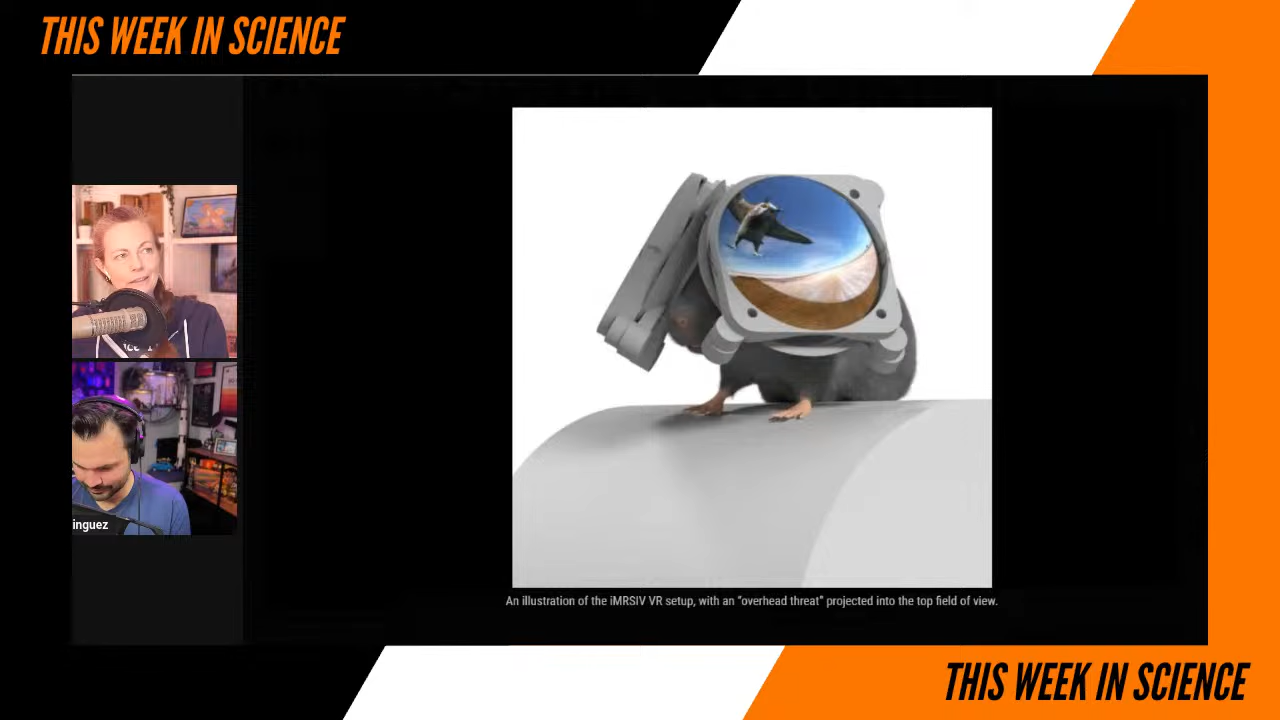 THIS WEEK IN SCIENCE
inguez
An illustration of the iMRSIV VR setup, with an “overhead threat” projected into the top field of view.
THIS WEEK IN SCIENCE